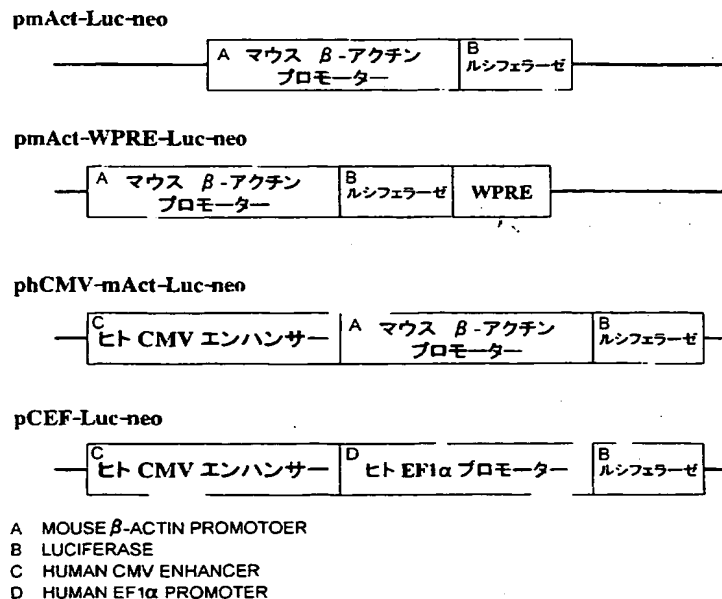 pmAct-Luc-neo
A マウス β-アクチン
プロモーター
B
ルシフェラーゼ
pmAct-WPRE-Luc-neo
A マウス β-アクチン
プロモーター
B
ルシフェラーゼ
WPRE
phCMV-mAct-Luc-neo
C
ヒト CMV エンハンサー
A マウス β-アクチン
プロモーター
B
ルシフェラーゼ
pCEF-Luc-neo
C
ヒト CMV エンハンサー
D
ヒト EF1α プロモーター
B
ルシフェラーゼ
A MOUSE β-ACTIN PROMOTOER
B LUCIFERASE
C HUMAN CMV ENHANCER
D HUMAN EF1α PROMOTER